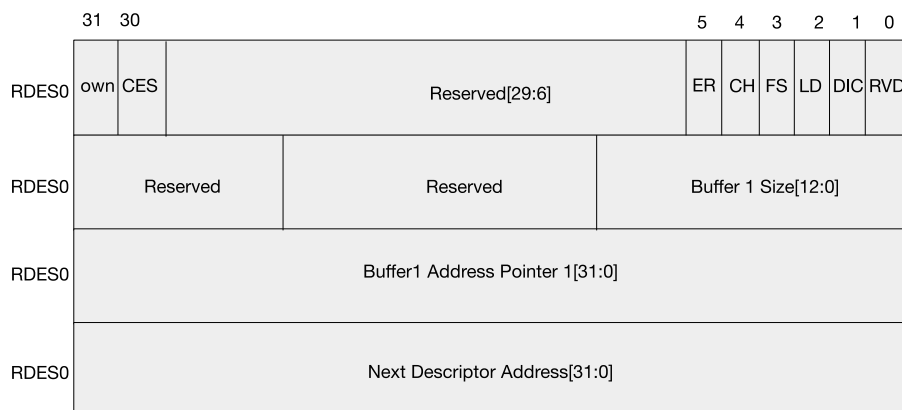 31 30 5 4 3 2 1 0
RDES0 own CES Reserved[29:6] ER CH FS LD DIC RVD
RDES0 Reserved Reserved Buffer 1 Size[12:0]
RDES0 Buffer1 Address Pointer 1[31:0]
RDES0 Next Descriptor Address[31:0]